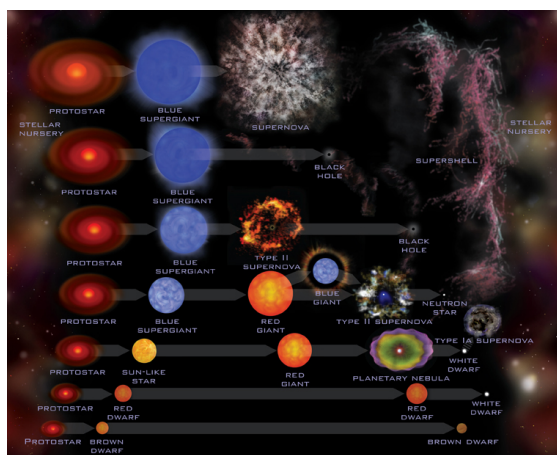 PROTOSTAR
BLUE
SUPERGIANT
SUPERNOVA
STELLAR
NURSERY
STELLAR
NURSERY
SUPERSHELL
PROTOSTAR
BLUE
SUPERGIANT
BLACK
HOLE
PROTOSTAR
BLUE
SUPERGIANT
TYPE II
SUPERNOVA
BLACK
HOLE
PROTOSTAR
BLUE
SUPERGIANT
RED
GIANT
BLUE
GIANT
TYPE II SUPERNOVA
NEUTRON
STAR
TYPE IA SUPERNOVA
PROTOSTAR
SUN-LIKE
STAR
RED
GIANT
PLANETARY NEBULA
WHITE
DWARF
PROTOSTAR
RED
DWARF
RED
DWARF
WHITE
DWARF
PROTOSTAR
BROWN
DWARF
BROWN DWARF